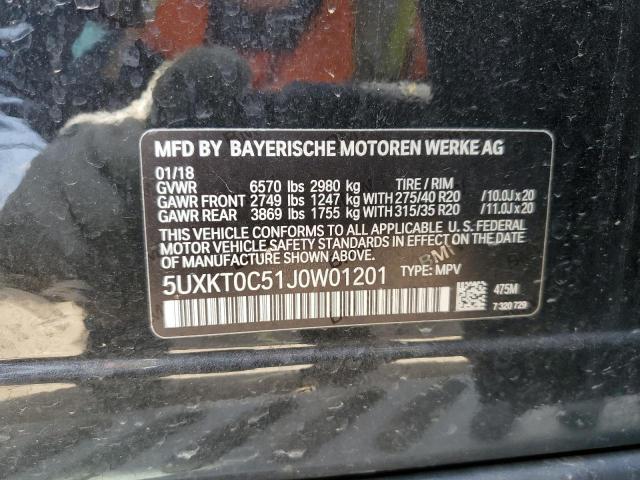 MFD BY BAYERISCHE MOTOREN WERKE AG
01/18
GVWR 6570 lbs 2980 kg TIRE / RIM
GAWR FRONT 2749 lbs 1247 kg WITH 275/40 R20 /10.0J x 20
GAWR REAR 3869 lbs 1755 kg WITH 315/35 R20 /11.0J x 20
THIS VEHICLE CONFORMS TO ALL APPLICABLE U. S. FEDERAL
MOTOR VEHICLE SAFETY STANDARDS IN EFFECT ON THE DATE
OF MANUFACTURE SHOWN ABOVE.
5UXKT0C51J0W01201 TYPE: MPV
475M
7 320 729